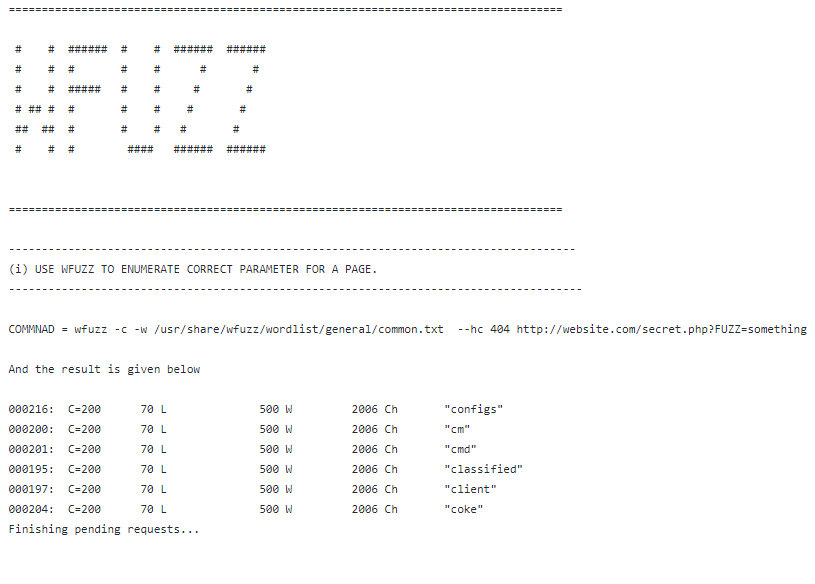 ====================================================================================
#    #  ######  #    #  ######  ######
#    #  #       #    #      #       #
#    #  #####   #    #     #       #
# ## #  #       #    #    #       #
##  ##  #       #    #   #       #
#    #  #        ####   ######  ######
====================================================================================
--------------------------------------------------------------------------------------
(i) USE WFUZZ TO ENUMERATE CORRECT PARAMETER FOR A PAGE.
---------------------------------------------------------------------------------------
COMMNAD = wfuzz -c -w /usr/share/wfuzz/wordlist/general/common.txt  --hc 404 http://website.com/secret.php?FUZZ=something
And the result is given below
000216:  C=200      70 L              500 W         2006 Ch       "configs"
000200:  C=200      70 L              500 W         2006 Ch       "cm"
000201:  C=200      70 L              500 W         2006 Ch       "cmd"
000195:  C=200      70 L              500 W         2006 Ch       "classified"
000197:  C=200      70 L              500 W         2006 Ch       "client"
000204:  C=200      70 L              500 W         2006 Ch       "coke"
Finishing pending requests...